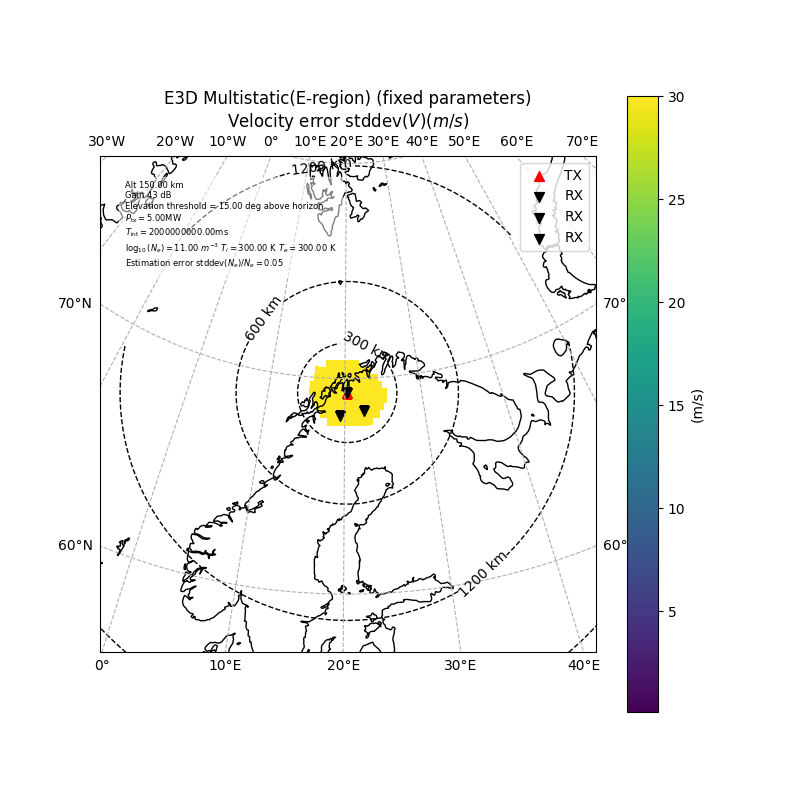 E3D Multistatic(E-region) (fixed parameters)
Velocity error stddev(V)(m/s)
30°W 20°W 10°W 0° 10°E 20°E 30°E 40°E 50°E 60°E 70°E
1200 km
Alt 150.00 km
Gain 43 dB
Elevation threshold = 15.00 deg above horizon
P_tx = 5.00MW
T_int = 2000000000.00ms
log₁₀(N_e) = 11.00 m⁻³ T_i = 300.00 K T_e = 300.00 K
Estimation error stddev(N_e)/N_e = 0.05
TX
RX
RX
RX
70°N
70°
600 km
300 km
60°N
60°
1200 km
0° 10°E 20°E 30°E 40°E
30
25
20
15
10
5
(m/s)